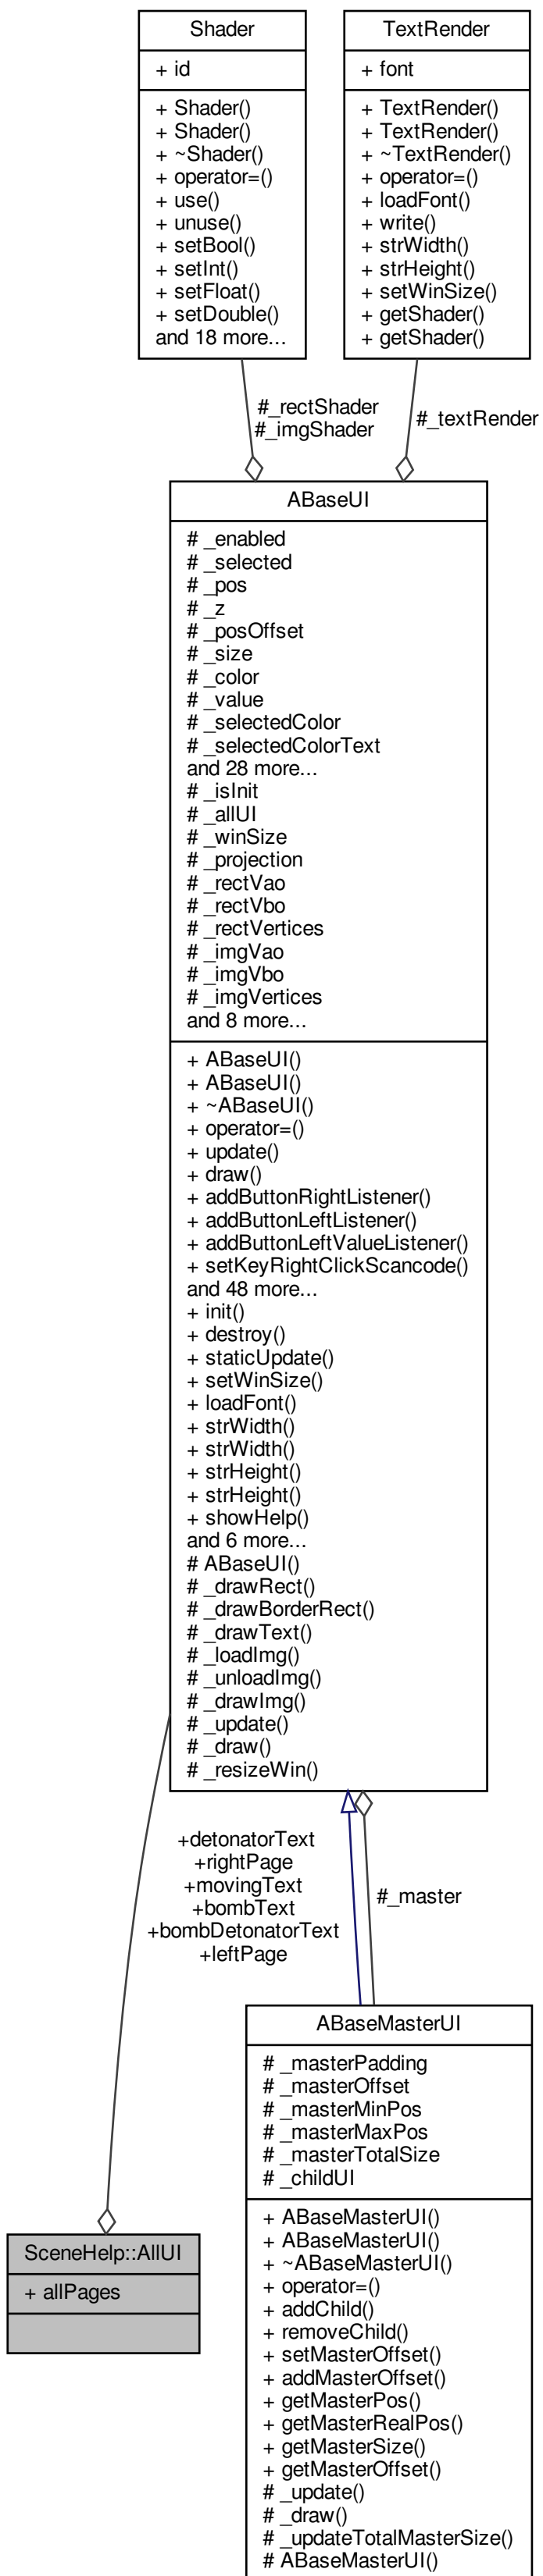 Shader
+ id
+ Shader()
+ Shader()
+ ~Shader()
+ operator=()
+ use()
+ unuse()
+ setBool()
+ setInt()
+ setFloat()
+ setDouble()
and 18 more...
TextRender
+ font
+ TextRender()
+ TextRender()
+ ~TextRender()
+ operator=()
+ loadFont()
+ write()
+ strWidth()
+ strHeight()
+ setWinSize()
+ getShader()
+ getShader()
#_rectShader
#_imgShader
#_textRender
ABaseUI
# _enabled
# _selected
# _pos
# _z
# _posOffset
# _size
# _color
# _value
# _selectedColor
# _selectedColorText
and 28 more...
# _isInit
# _allUI
# _winSize
# _projection
# _rectVao
# _rectVbo
# _rectVertices
# _imgVao
# _imgVbo
# _imgVertices
and 8 more...
+ ABaseUI()
+ ABaseUI()
+ ~ABaseUI()
+ operator=()
+ update()
+ draw()
+ addButtonRightListener()
+ addButtonLeftListener()
+ addButtonLeftValueListener()
+ setKeyRightClickScancode()
and 48 more...
+ init()
+ destroy()
+ staticUpdate()
+ setWinSize()
+ loadFont()
+ strWidth()
+ strWidth()
+ strHeight()
+ strHeight()
+ showHelp()
and 6 more...
# ABaseUI()
# _drawRect()
# _drawBorderRect()
# _drawText()
# _loadImg()
# _unloadImg()
# _drawImg()
# _update()
# _draw()
# _resizeWin()
+detonatorText
+rightPage
+movingText
+bombText
+bombDetonatorText
+leftPage
#_master
ABaseMasterUI
# _masterPadding
# _masterOffset
# _masterMinPos
# _masterMaxPos
# _masterTotalSize
# _childUI
+ ABaseMasterUI()
+ ABaseMasterUI()
+ ~ABaseMasterUI()
+ operator=()
+ addChild()
+ removeChild()
+ setMasterOffset()
+ addMasterOffset()
+ getMasterPos()
+ getMasterRealPos()
+ getMasterSize()
+ getMasterOffset()
# _update()
# _draw()
# _updateTotalMasterSize()
# ABaseMasterUI()
SceneHelp::AllUI
+ allPages